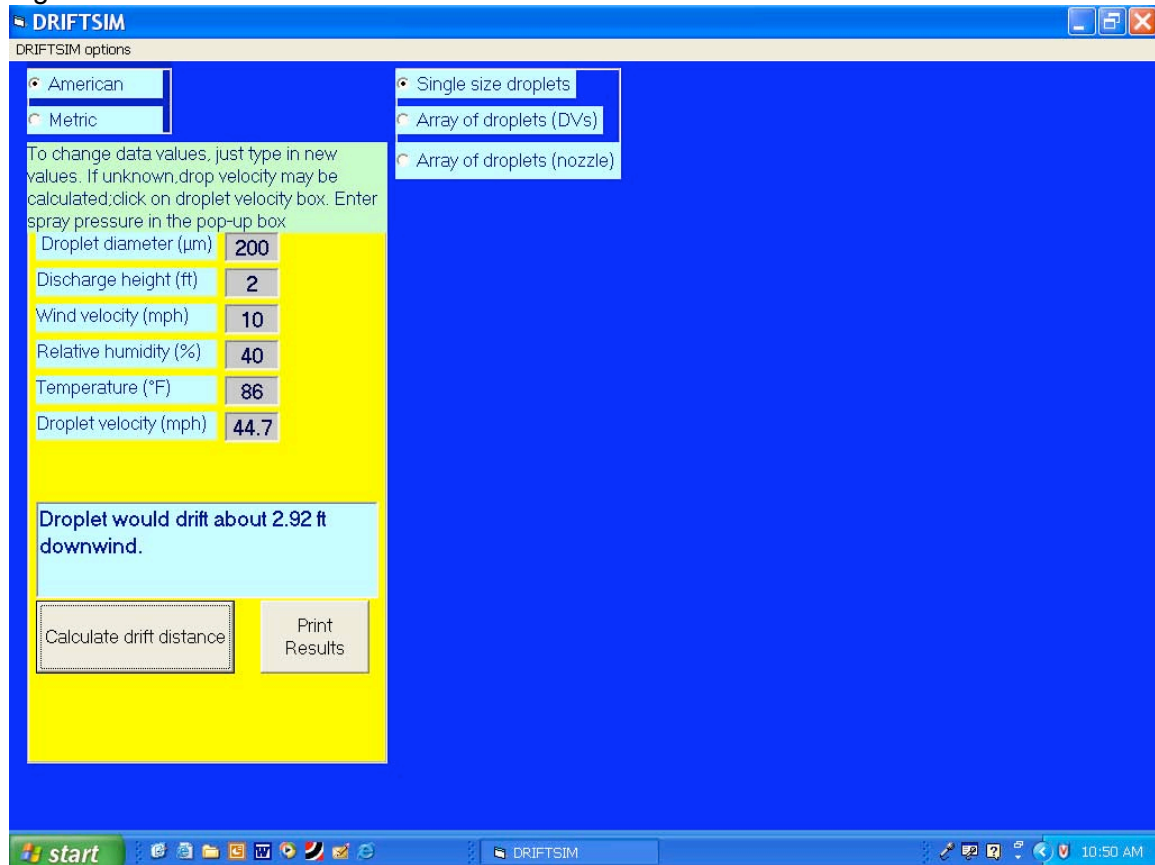 DRIFTSIM
DRIFTSIM options
American
Metric
Single size droplets
Array of droplets (DVs)
Array of droplets (nozzle)
To change data values, just type in new
values. If unknown,drop velocity may be
calculated;click on droplet velocity box. Enter
spray pressure in the pop-up box
Droplet diameter (µm) 200
Discharge height (ft) 2
Wind velocity (mph) 10
Relative humidity (%) 40
Temperature (°F) 86
Droplet velocity (mph) 44.7
Droplet would drift about 2.92 ft
downwind.
Calculate drift distance
Print
Results
start
DRIFTSIM
10:50 AM